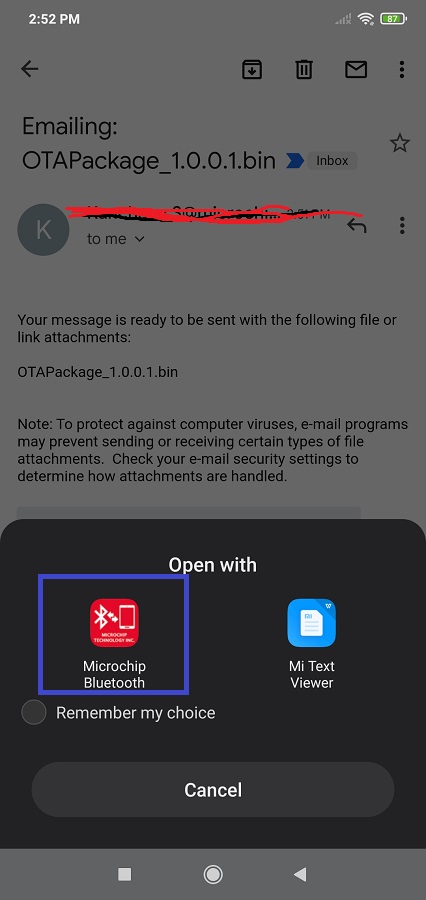 2:52 PM
87
Emailing:
OTAPackage_1.0.0.1.bin Inbox
K
to me
Your message is ready to be sent with the following file or
link attachments:
OTAPackage_1.0.0.1.bin
Note: To protect against computer viruses, e-mail programs
may prevent sending or receiving certain types of file
attachments. Check your e-mail security settings to
determine how attachments are handled.
Open with
MICROCHIP
TECHNOLOGY INC.
Microchip
Bluetooth
Mi Text
Viewer
Remember my choice
Cancel